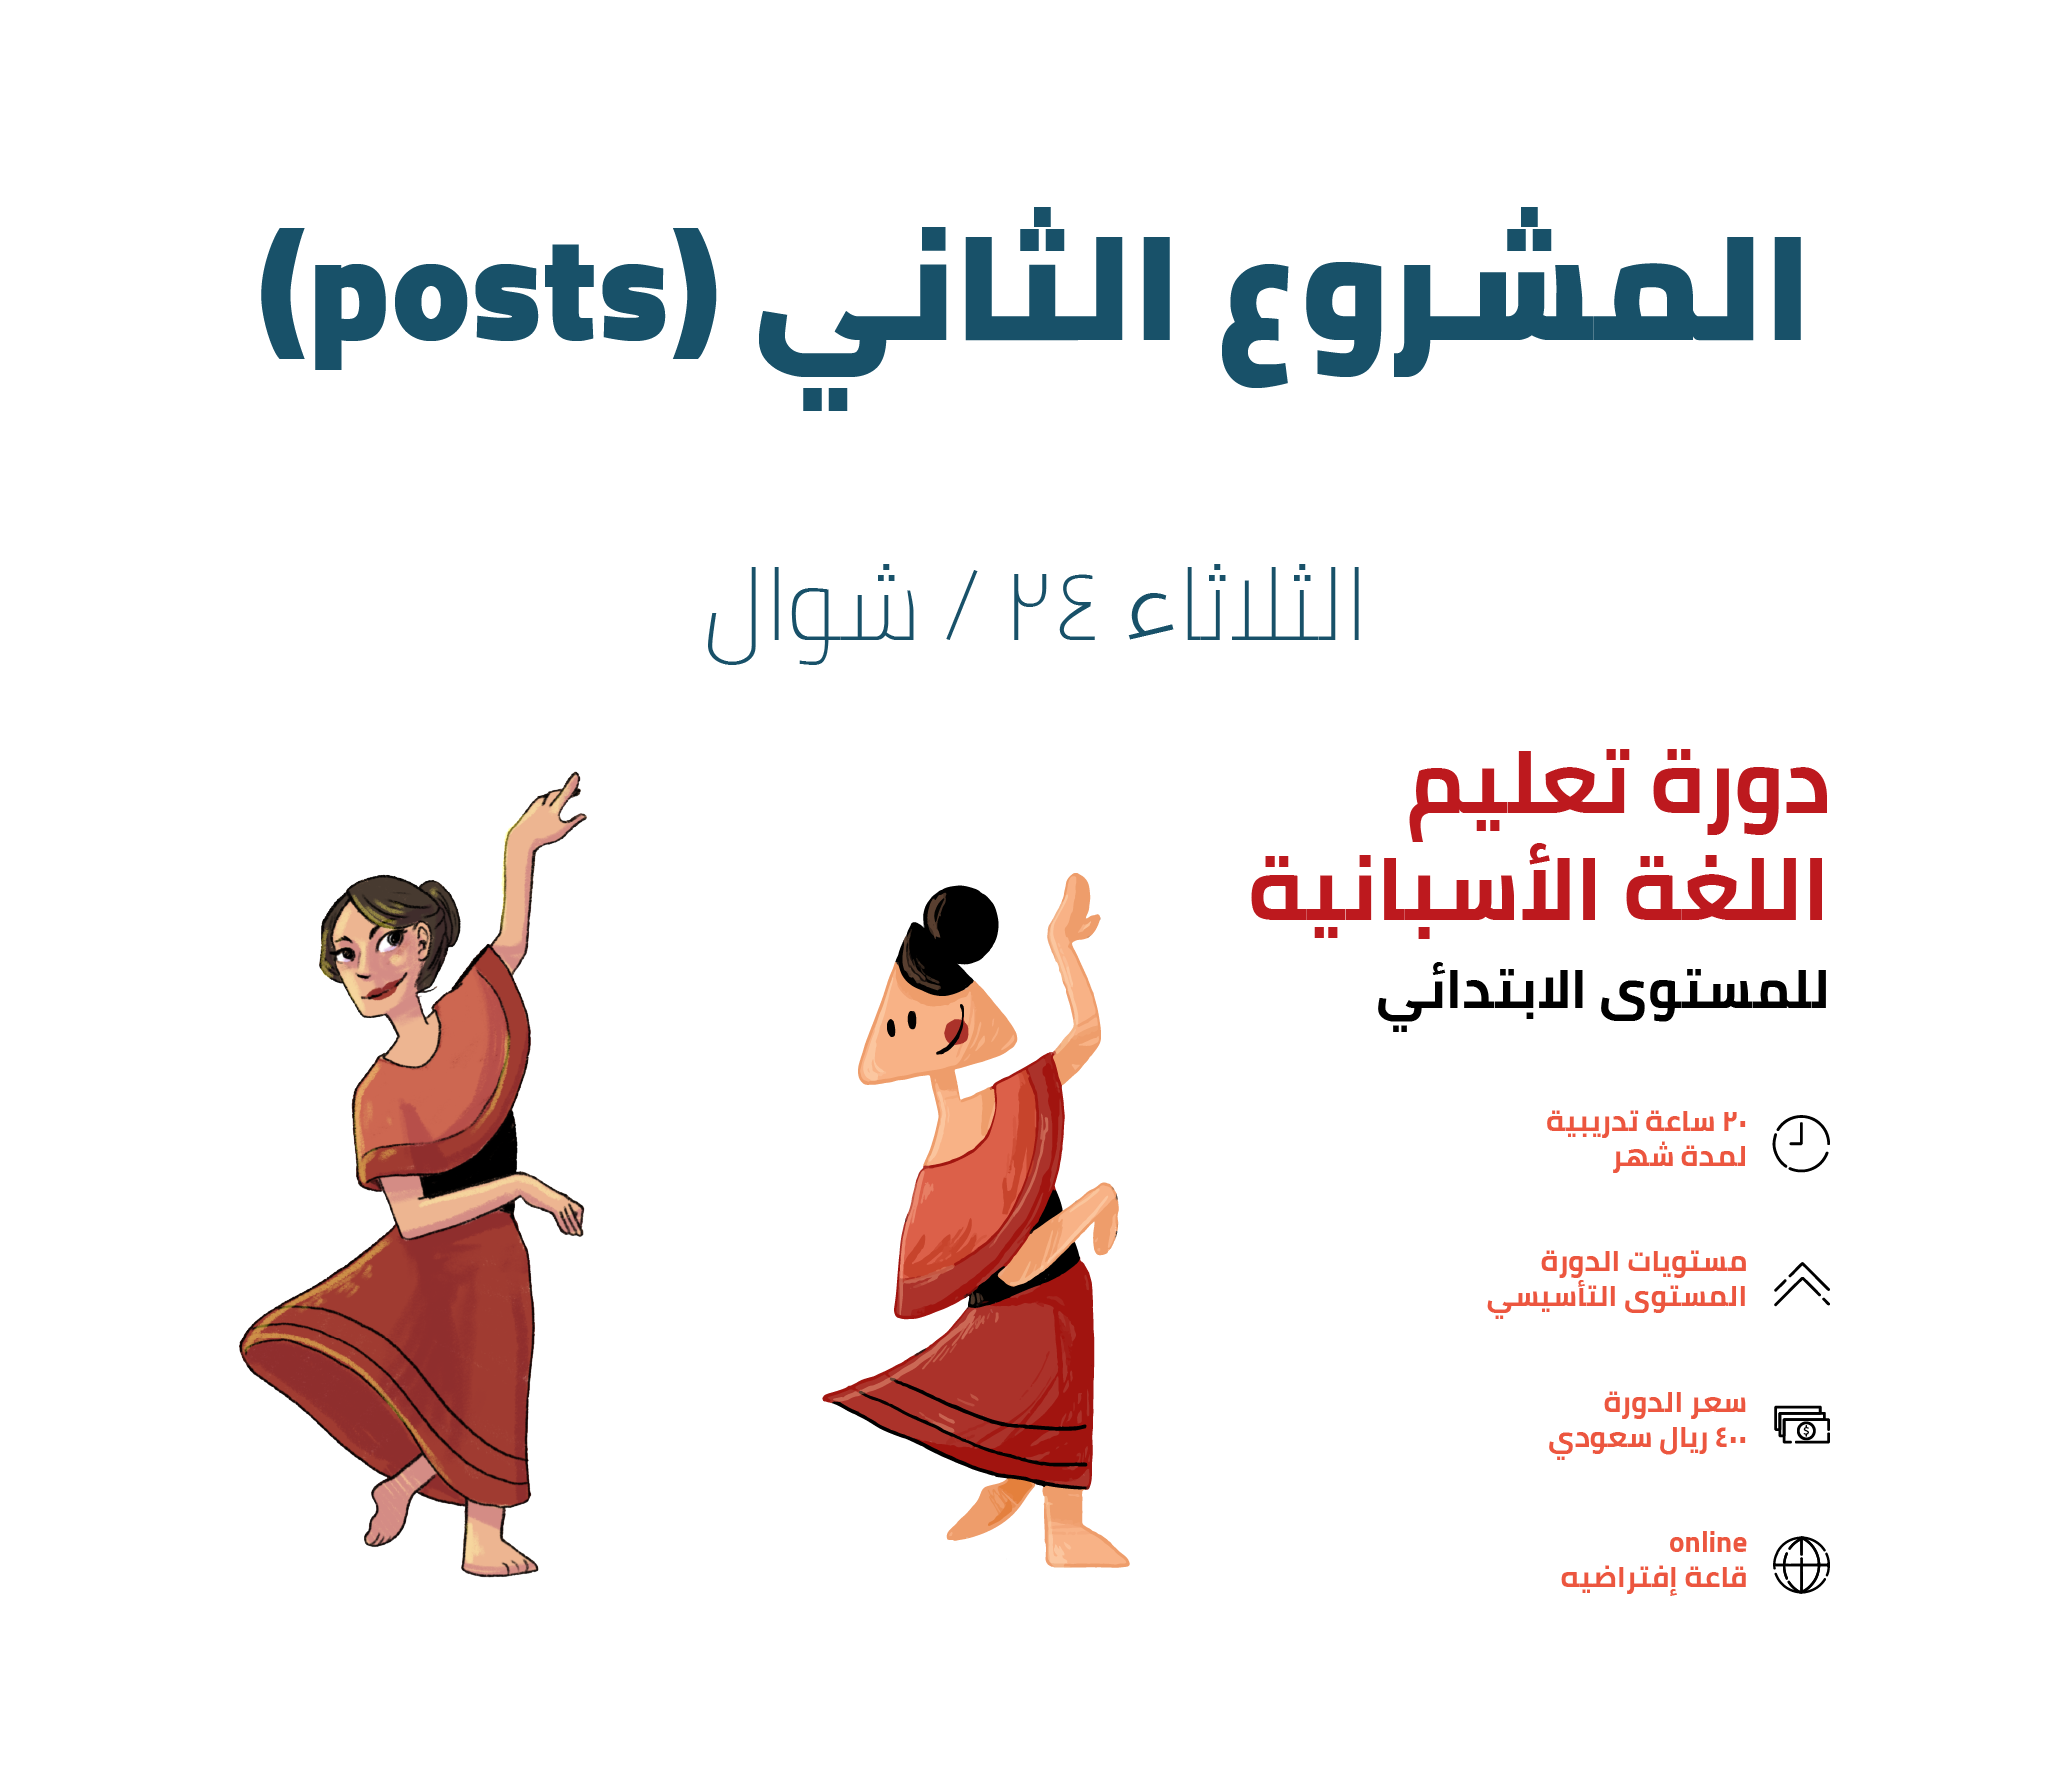 المشروع الثاني (posts)
الثلاثاء ٢٤ / شوال
دورة تعليم
اللغة الأسبانية
للمستوى الابتدائي
٢٠ ساعة تدريبية
لمدة شهر
مستويات الدورة
المستوى التأسيسي
سعر الدورة
٤٠٠ ريال سعودي
online
قاعة إفتراضيه